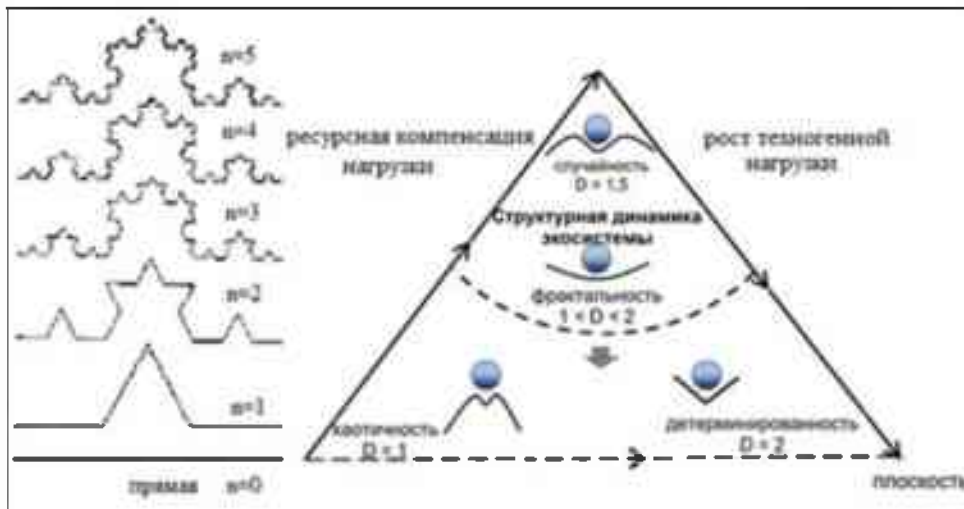 n=5
n=4
n=3
n=2
n=1
прямая n=0
ресурсная компенсация
нагрузки
рост техногенной
нагрузки
случайность
D = 1,5
Структурная динамика
экосистемы
фрактальность
1 < D < 2
хаотичность
D = 1
детерминированность
D = 2
плоскость